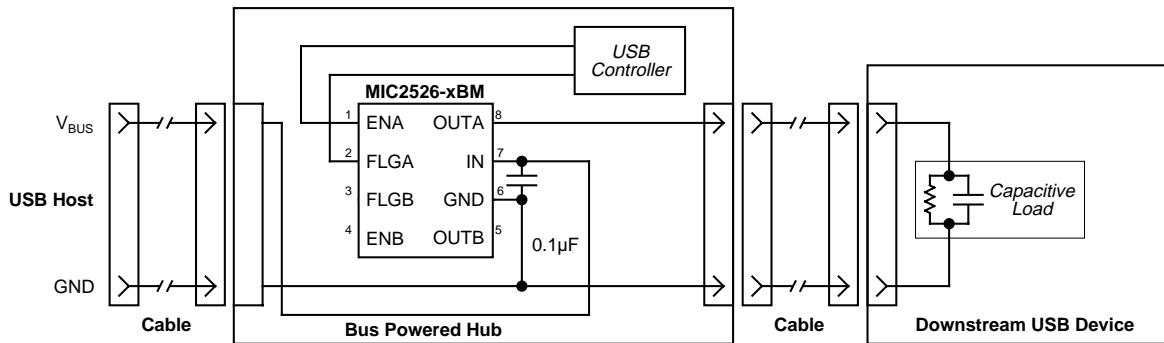 USB
Controller
MIC2526-xBM
V_BUS
1 ENA OUTA 8
2 FLGA IN 7
USB Host
3 FLGB GND 6
4 ENB OUTB 5
0.1µF
Capacitive
Load
GND
Cable
Bus Powered Hub
Cable
Downstream USB Device